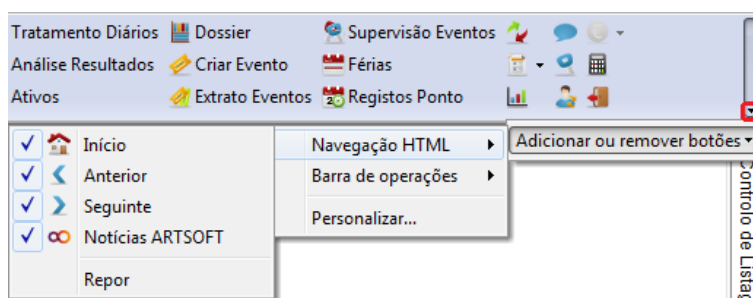 Tratamento Diários Dossier Supervisão Eventos
Análise Resultados Criar Evento Férias
Ativos Extrato Eventos Registos Ponto
Início Navegação HTML Adicionar ou remover botões
Anterior Barra de operações
Seguinte Personalizar...
Notícias ARTSOFT
Repor
Controlo de Listag